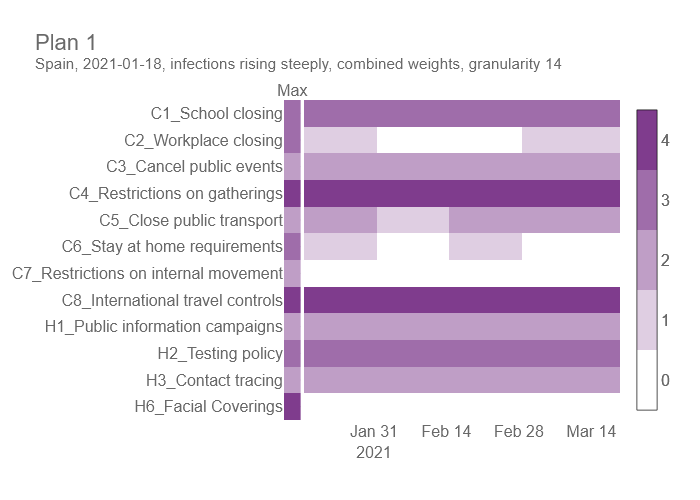 Plan 1
Spain, 2021-01-18, infections rising steeply, combined weights, granularity 14
Max
C1_School closing
C2_Workplace closing
C3_Cancel public events
C4_Restrictions on gatherings
C5_Close public transport
C6_Stay at home requirements
C7_Restrictions on internal movement
C8_International travel controls
H1_Public information campaigns
H2_Testing policy
H3_Contact tracing
H6_Facial Coverings
4
3
2
1
0
Jan 31 Feb 14 Feb 28 Mar 14
2021